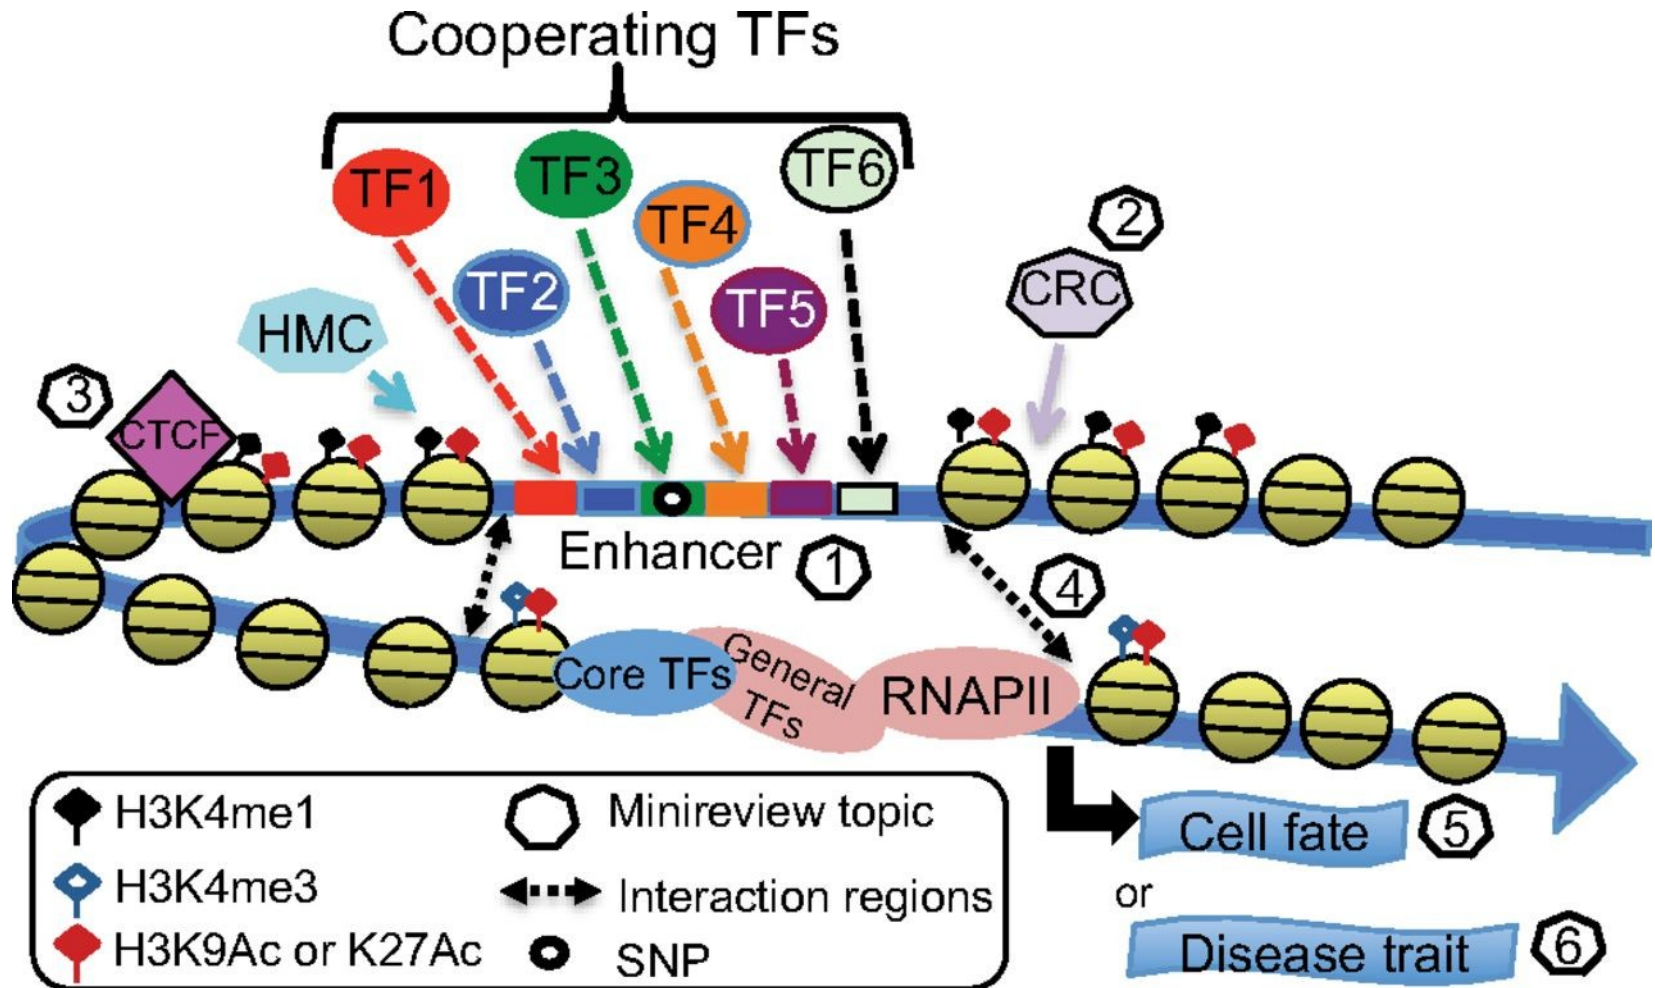 Cooperating TFs
TF1
TF3
TF6
TF4
TF2
TF5
2
CRC
HMC
3
CTCF
Enhancer
1
4
Core TFs
General
TFs
RNAPII
H3K4me1
Minireview topic
H3K4me3
Interaction regions
H3K9Ac or K27Ac
SNP
Cell fate
5
or
Disease trait
6